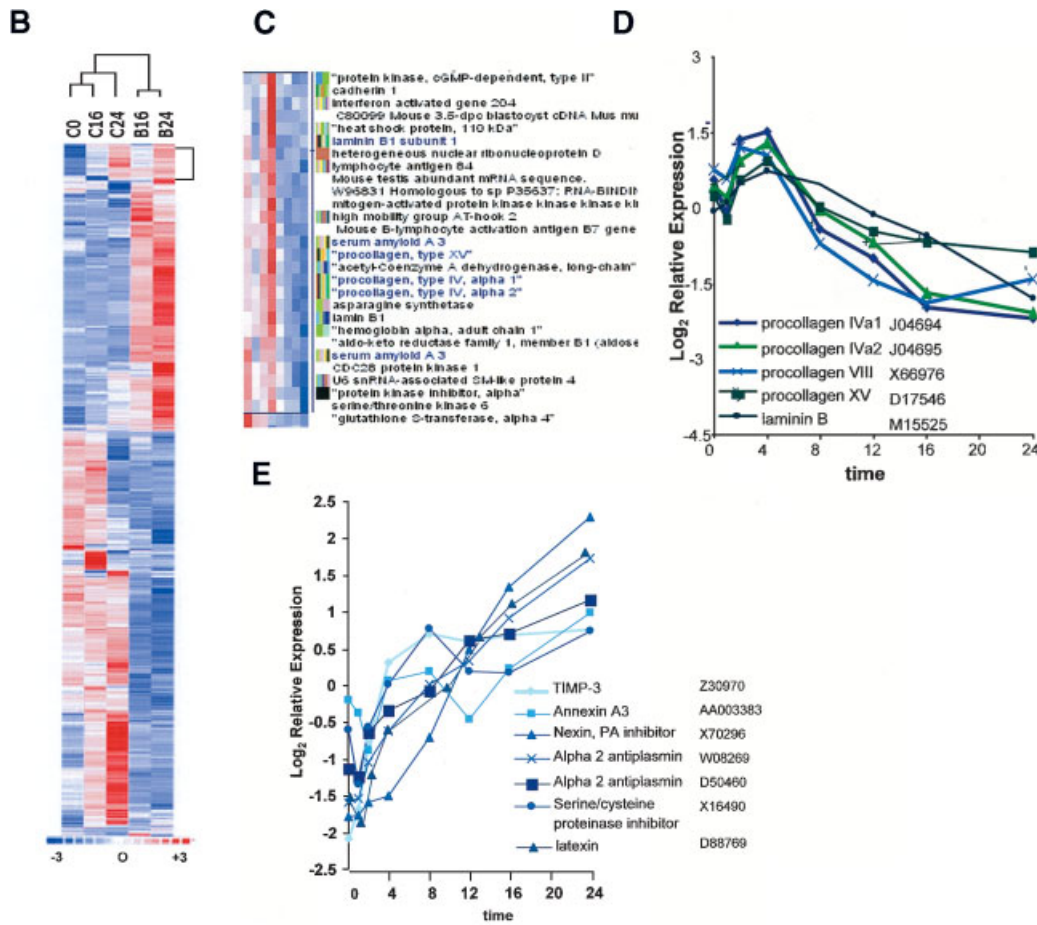 B
C0 C16 C24 B16 B24
-3 O +3
C
"protein kinase, cGMP-dependent, type II"
cadherin 1
interferon activated gene 204
C80099 Mouse 3.5-dpc blastocyst cDNA Mus mu
"heat shock protein, 110 kDa"
laminin B1 subunit 1
heterogeneous nuclear ribonucleoprotein D
lymphocyte antigen 84
Mouse testis abundant mRNA sequence.
W96831 Homologous to sp P35637: RNA-BINDIN
mitogen-activated protein kinase kinase kinase kin
high mobility group AT-hook 2
Mouse B-lymphocyte activation antigen B7 gene
serum amyloid A 3
"procollagen, type XV"
"acetyl-Coenzyme A dehydrogenase, long-chain"
"procollagen, type IV, alpha 1"
"procollagen, type IV, alpha 2"
asparagine synthetase
lamin B1
"hemoglobin alpha, adult chain 1"
"aldo-keto reductase family 1, member B1 (aldose
serum amyloid A 3
CDC28 protein kinase 1
U6 snRNA-associated Sm-like protein 4
"protein kinase inhibitor, alpha"
serine/threonine kinase 6
"glutathione S-transferase, alpha 4"
D
Log2 Relative Expression
3
1.5
0
-1.5
-3
-4.5
procollagen IVa1 J04694
procollagen IVa2 J04695
procollagen VIII X66976
procollagen XV D17546
laminin B M15525
0 4 8 12 16 20 24
time
E
Log2 Relative Expression
2.5
2
1.5
1
0.5
0
-0.5
-1
-1.5
-2
-2.5
TIMP-3 Z30970
Annexin A3 AA003383
Nexin, PA inhibitor X70296
Alpha 2 antiplasmin W08269
Alpha 2 antiplasmin D50460
Serine/cysteine X16490
proteinase inhibitor
latexin D88769
0 4 8 12 16 20 24
time